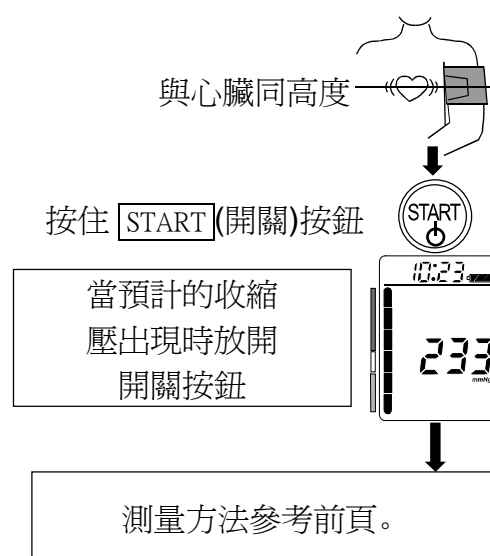 與心臟同高度
按住 START (開關)按鈕
START
10:23
當預計的收縮
壓出現時放開
開關按鈕
233
mmHg
測量方法參考前頁。